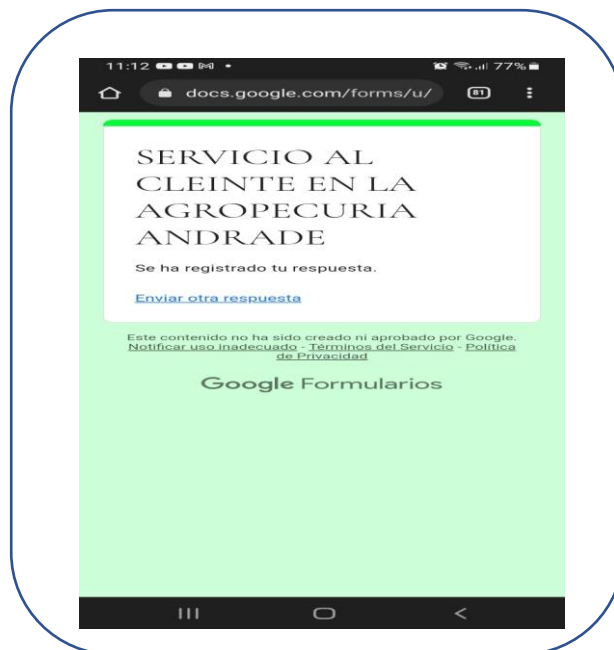 11:12
77%
docs.google.com/forms/u/
81
SERVICIO AL
CLEINTE EN LA
AGROPECURIA
ANDRADE
Se ha registrado tu respuesta.
Enviar otra respuesta
Este contenido no ha sido creado ni aprobado por Google.
Notificar uso inadecuado - Términos del Servicio - Política
de Privacidad
Google Formularios